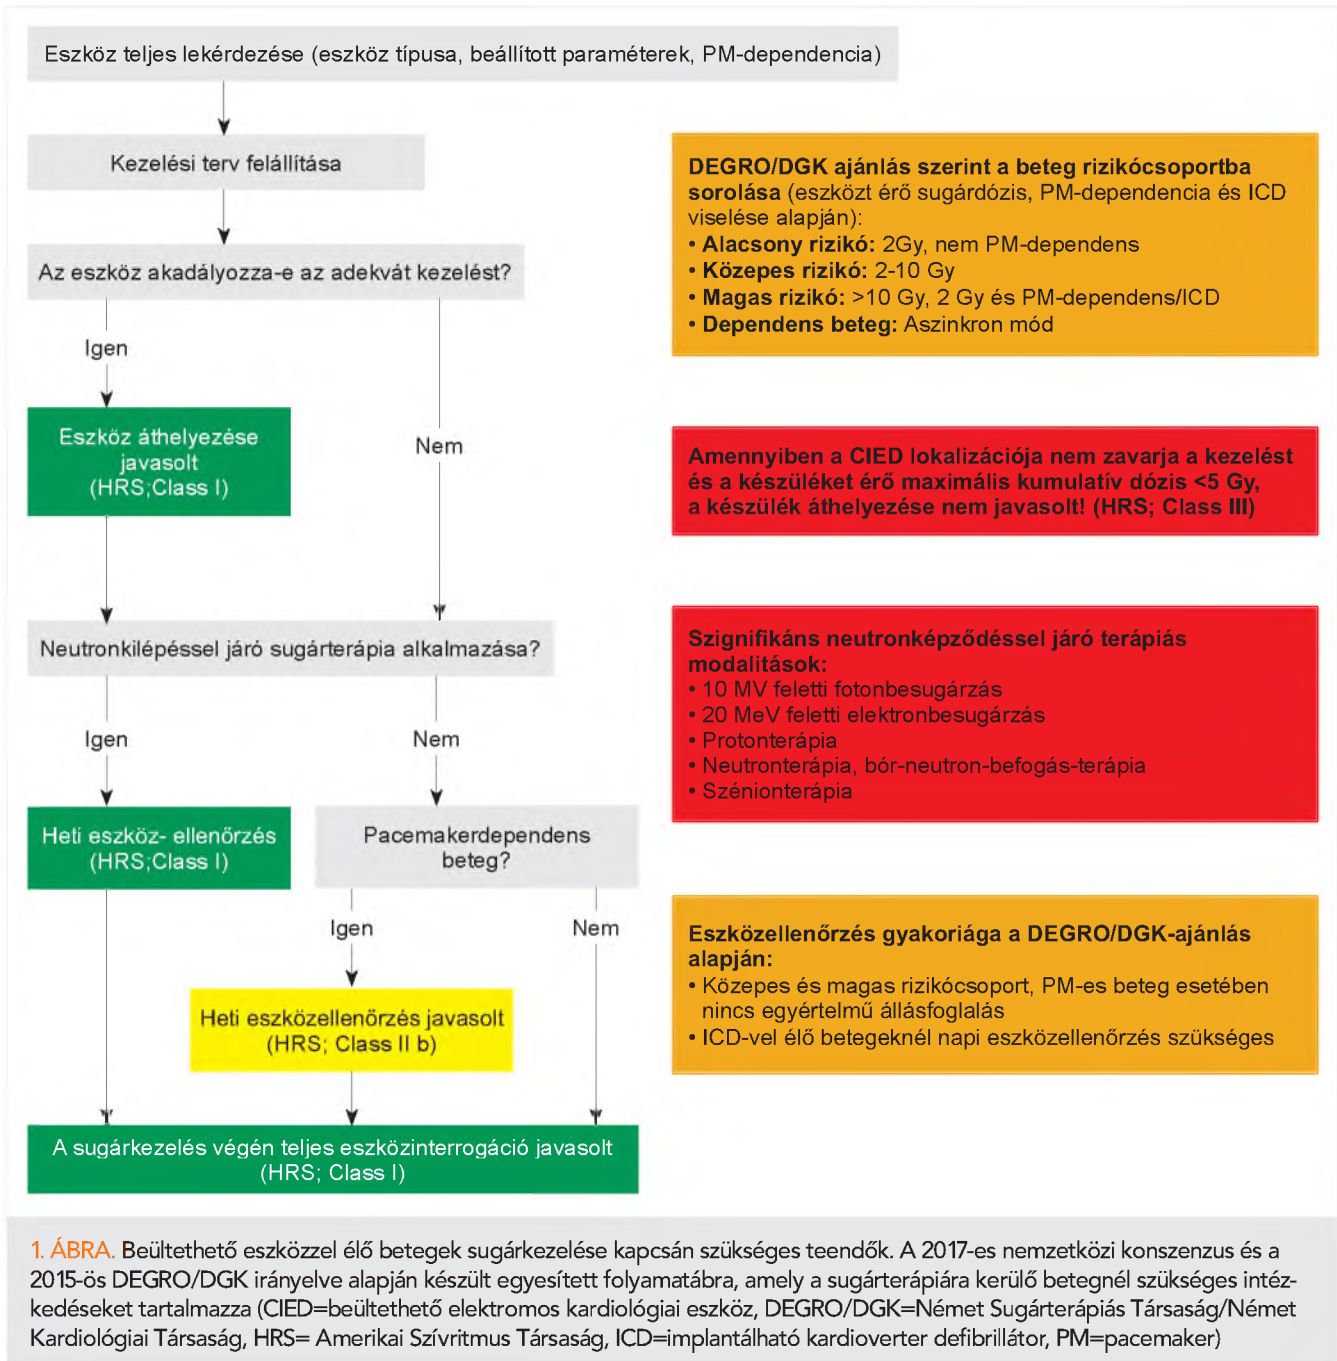 Eszköz teljes lekérdezése (eszköz típusa, beállított paraméterek, PM-dependencia)
Kezelési terv felállítása
Az eszköz akadályozza-e az adekvát kezelést?
Igen
Nem
Eszköz áthelyezése
javasolt
(HRS;Class I)
Neutronkilépéssel járó sugárterápia alkalmazása?
Igen
Nem
Heti eszköz- ellenőrzés
(HRS;Class I)
Pacemakerdependens
beteg?
Igen
Nem
Heti eszközellenőrzés javasolt
(HRS; Class II b)
A sugárkezelés végén teljes eszközinterrogáció javasolt
(HRS; Class I)
DEGRO/DGK ajánlás szerint a beteg rizikócsoportba
sorolása (eszközt érő sugárdózis, PM-dependencia és ICD
viselése alapján):
• Alacsony rizikó: 2Gy, nem PM-dependens
• Közepes rizikó: 2-10 Gy
• Magas rizikó: >10 Gy, 2 Gy és PM-dependens/ICD
• Dependens beteg: Aszinkron mód
Amennyiben a CIED lokalizációja nem zavarja a kezelést
és a készüléket érő maximális kumulatív dózis <5 Gy,
a készülék áthelyezése nem javasolt! (HRS; Class III)
Szignifikáns neutronképződéssel járó terápiás
modalitások:
• 10 MV feletti fotonbesugárzás
• 20 MeV feletti elektronbesugárzás
• Protonterápia
• Neutronterápia, bór-neutron-befogás-terápia
• Szénionterápia
Eszközellenőrzés gyakoriága a DEGRO/DGK-ajánlás
alapján:
• Közepes és magas rizikócsoport, PM-es beteg esetében
nincs egyértelmű állásfoglalás
• ICD-vel élő betegeknél napi eszközellenőrzés szükséges
1. ÁBRA. Beültethető eszközzel élő betegek sugárkezelése kapcsán szükséges teendők. A 2017-es nemzetközi konszenzus és a
2015-ös DEGRO/DGK irányelve alapján készült egyesített folyamatábra, amely a sugárterápiára kerülő betegnél szükséges intéz-
kedéseket tartalmazza (CIED=beültethető elektromos kardiológiai eszköz, DEGRO/DGK=Német Sugárterápiás Társaság/Német
Kardiológiai Társaság, HRS= Amerikai Szívritmus Társaság, ICD=implantálható kardioverter defibrillátor, PM=pacemaker)